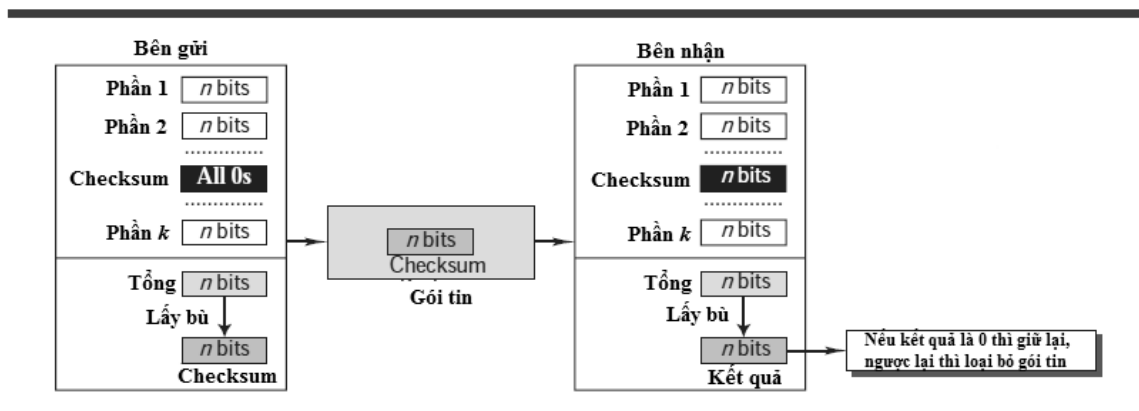 Bên gửi
Phần 1 n bits
Phần 2 n bits
Checksum All 0s
Phần k n bits
Tổng n bits
Lấy bù
n bits
Checksum
n bits
Checksum
Gói tin
Bên nhận
Phần 1 n bits
Phần 2 n bits
Checksum n bits
Phần k n bits
Tổng n bits
Lấy bù
n bits
Kết quả
Nếu kết quả là 0 thì giữ lại,
ngược lại thì loại bỏ gói tin